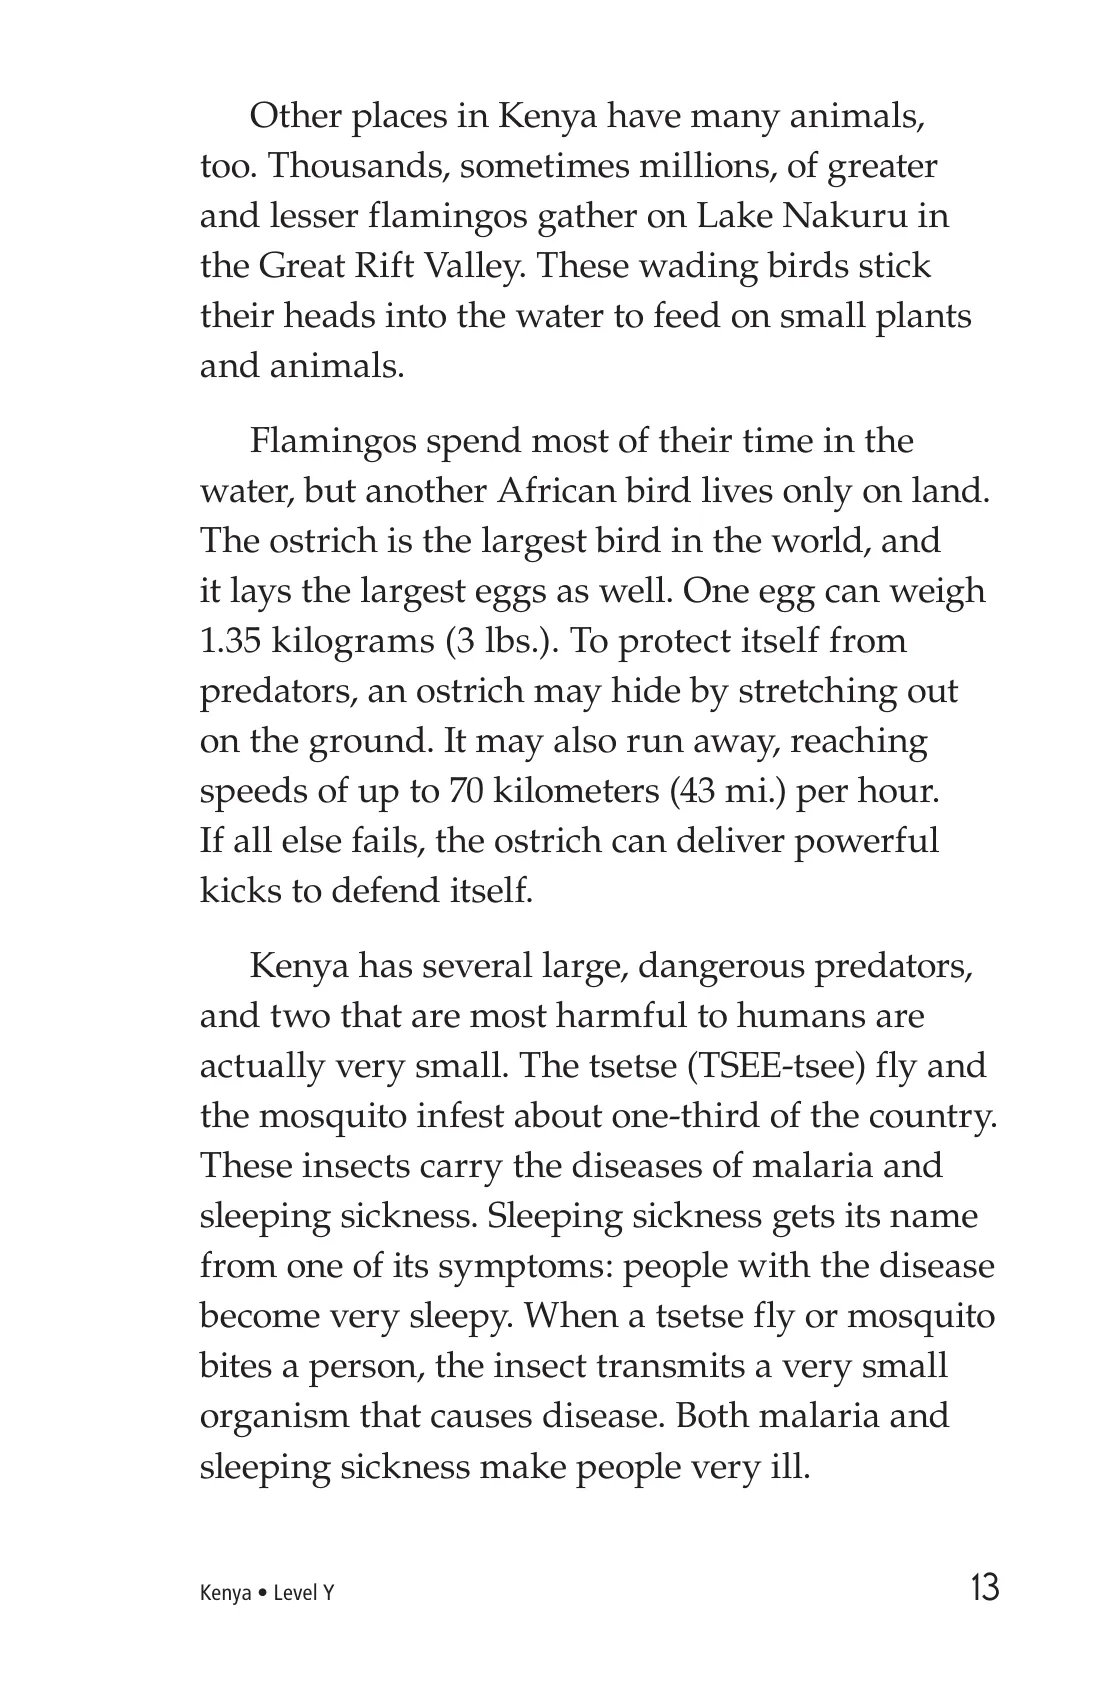 Other places in Kenya have many animals,
too. Thousands, sometimes millions, of greater
and lesser flamingos gather on Lake Nakuru in
the Great Rift Valley. These wading birds stick
their heads into the water to feed on small plants
and animals.
Flamingos spend most of their time in the
water, but another African bird lives only on land.
The ostrich is the largest bird in the world, and
it lays the largest eggs as well. One egg can weigh
1.35 kilograms (3 lbs.). To protect itself from
predators, an ostrich may hide by stretching out
on the ground. It may also run away, reaching
speeds of up to 70 kilometers (43 mi.) per hour.
If all else fails, the ostrich can deliver powerful
kicks to defend itself.
Kenya has several large, dangerous predators,
and two that are most harmful to humans are
actually very small. The tsetse (TSEE-tsee) fly and
the mosquito infest about one-third of the country.
These insects carry the diseases of malaria and
sleeping sickness. Sleeping sickness gets its name
from one of its symptoms: people with the disease
become very sleepy. When a tsetse fly or mosquito
bites a person, the insect transmits a very small
organism that causes disease. Both malaria and
sleeping sickness make people very ill.
Kenya • Level Y
13